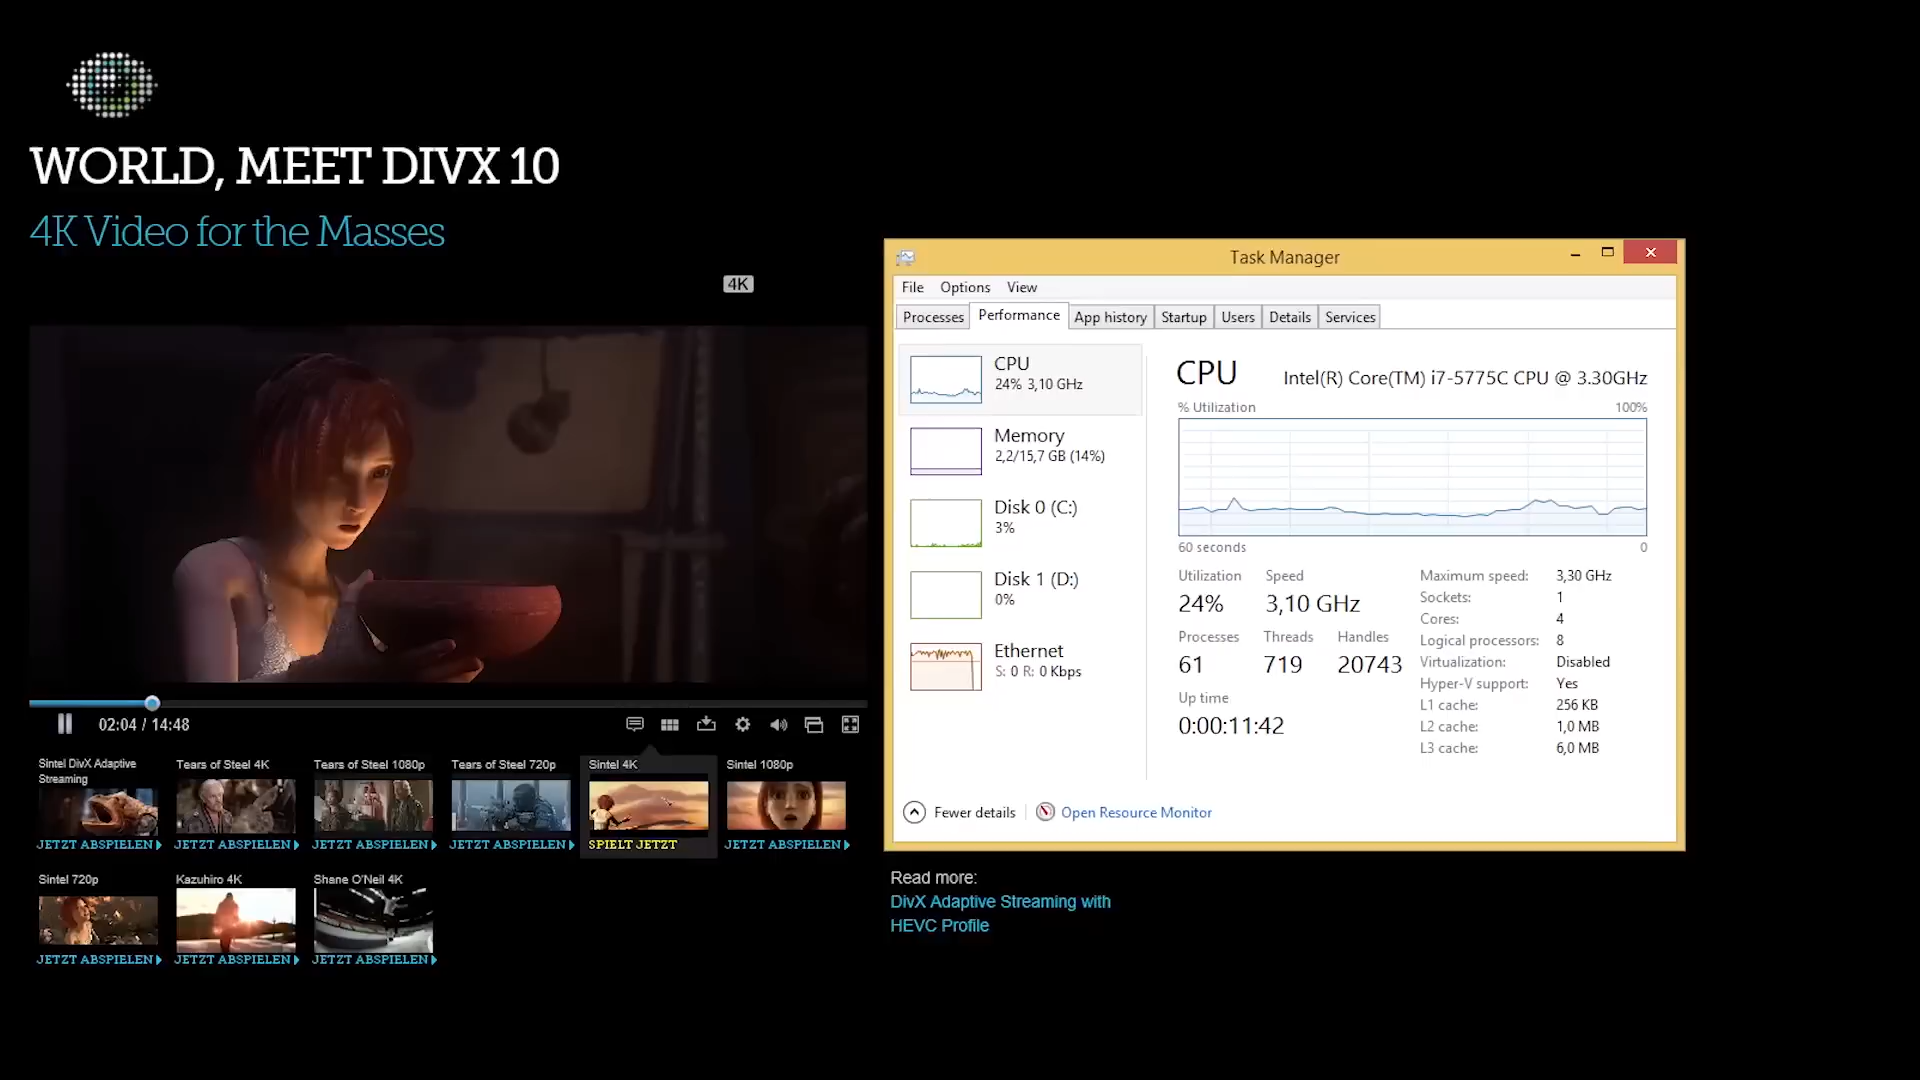 WORLD, MEET DIVX 10
4K Video for the Masses
4K
02:04 / 14:48
Sintel DivX Adaptive
Streaming
JETZT ABSPIELEN
Tears of Steel 4K
JETZT ABSPIELEN
Tears of Steel 1080p
JETZT ABSPIELEN
Tears of Steel 720p
JETZT ABSPIELEN
Sintel 4K
SPIELT JETZT
Sintel 1080p
JETZT ABSPIELEN
Sintel 720p
JETZT ABSPIELEN
Kazuhiro 4K
JETZT ABSPIELEN
Shane O'Neil 4K
JETZT ABSPIELEN
Task Manager
File Options View
Processes Performance App history Startup Users Details Services
CPU
24% 3,10 GHz
Memory
2,2/15,7 GB (14%)
Disk 0 (C:)
3%
Disk 1 (D:)
0%
Ethernet
S: 0 R: 0 Kbps
CPU Intel(R) Core(TM) i7-5775C CPU @ 3.30GHz
% Utilization 100%
60 seconds 0
Utilization Speed
24% 3,10 GHz
Processes Threads Handles
61 719 20743
Up time
0:00:11:42
Maximum speed: 3,30 GHz
Sockets: 1
Cores: 4
Logical processors: 8
Virtualization: Disabled
Hyper-V support: Yes
L1 cache: 256 KB
L2 cache: 1,0 MB
L3 cache: 6,0 MB
Fewer details Open Resource Monitor
Read more:
DivX Adaptive Streaming with
HEVC Profile